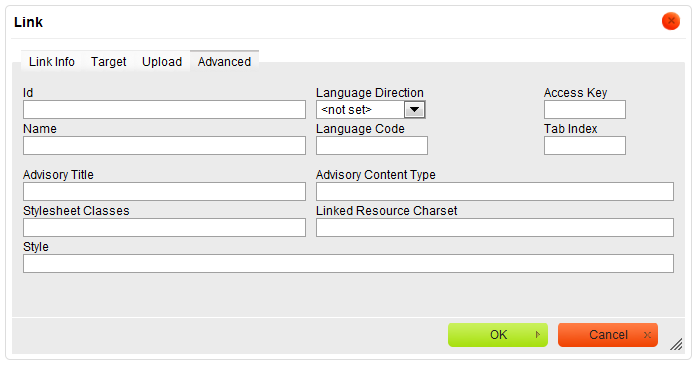 Link
Link Info Target Upload Advanced
Id Language Direction Access Key
<not set>
Name Language Code Tab Index
Advisory Title Advisory Content Type
Stylesheet Classes Linked Resource Charset
Style
OK Cancel